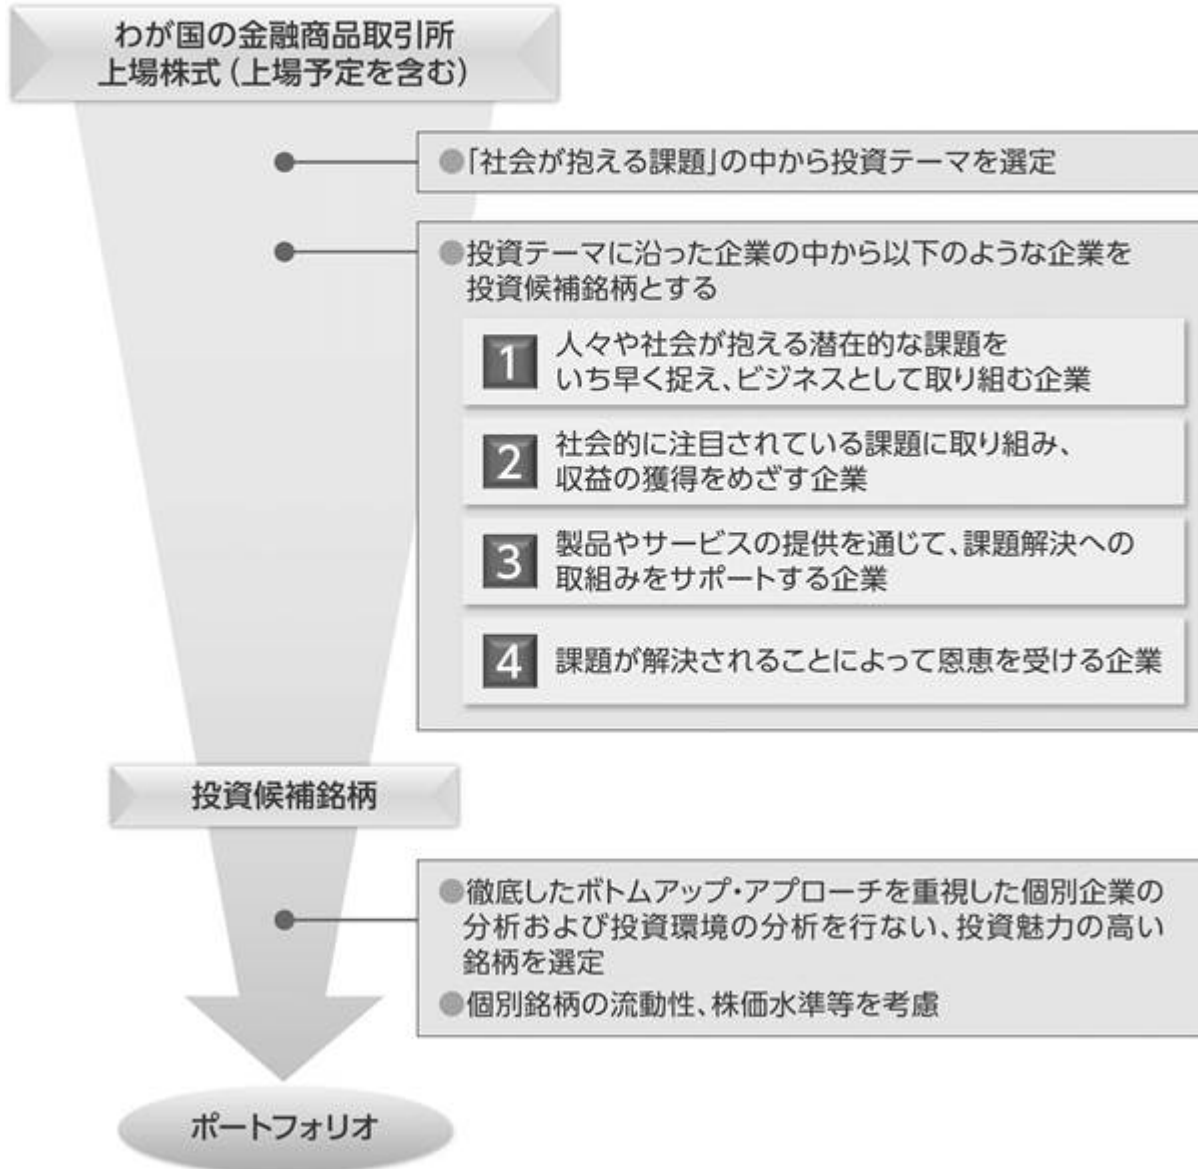 わが国の金融商品取引所
上場株式(上場予定を含む)
●「社会が抱える課題」の中から投資テーマを選定
●投資テーマに沿った企業の中から以下のような企業を
投資候補銘柄とする
1 人々や社会が抱える潜在的な課題を
いち早く捉え、ビジネスとして取り組む企業
2 社会的に注目されている課題に取り組み、
収益の獲得をめざす企業
3 製品やサービスの提供を通じて、課題解決への
取組みをサポートする企業
4 課題が解決されることによって恩恵を受ける企業
投資候補銘柄
●徹底したボトムアップ・アプローチを重視した個別企業の
分析および投資環境の分析を行ない、投資魅力の高い
銘柄を選定
●個別銘柄の流動性、株価水準等を考慮
ポートフォリオ